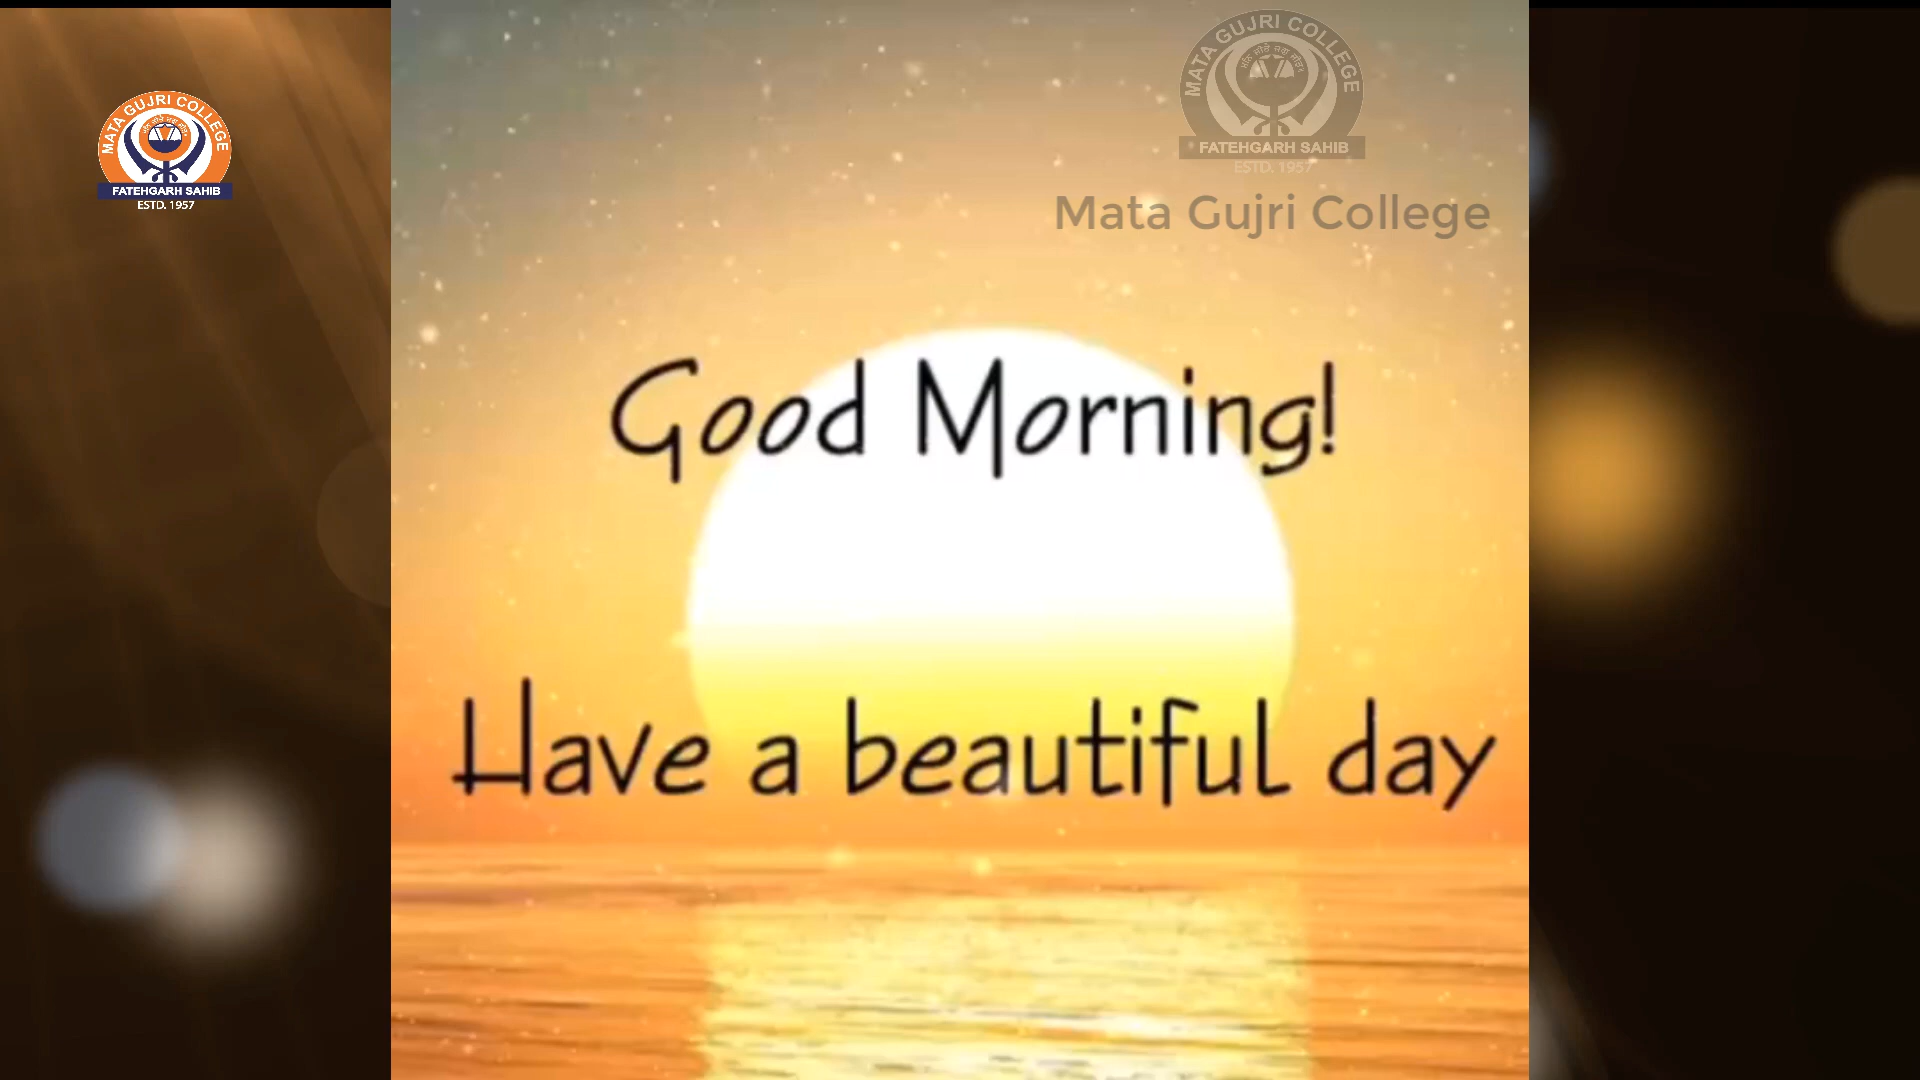 MATA GUJRI COLLEGE
FATEHGARH SAHIB
ESTD. 1957
MATA GUJRI COLLEGE
FATEHGARH SAHIB
ESTD. 1957
Mata Gujri College
Good Morning!
Have a beautiful day